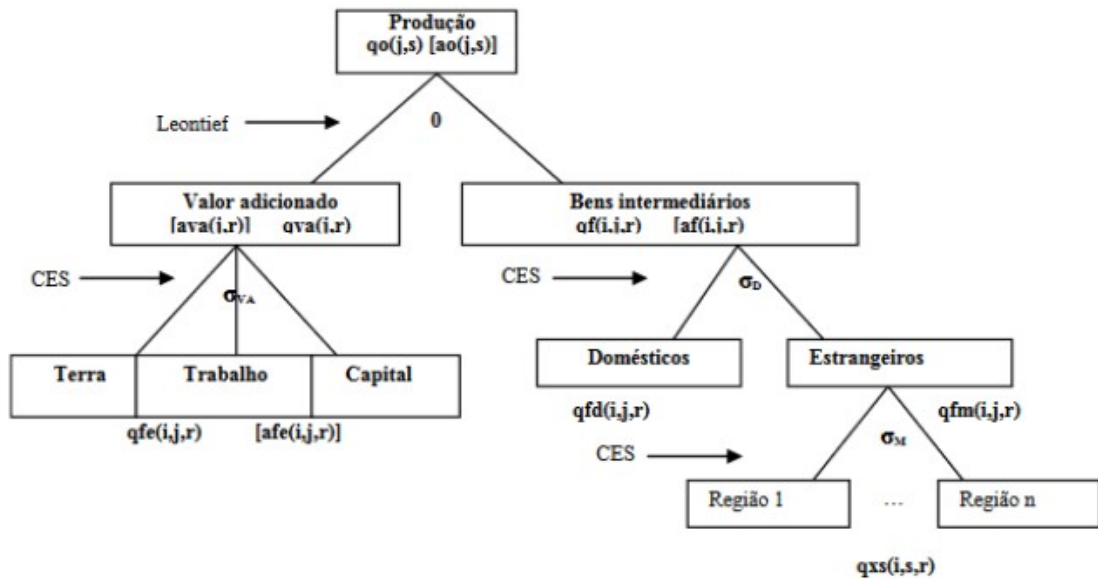 Produção
qo(j,s) [ao(j,s)]
Leontief
0
Valor adicionado
[ava(j,r)] qva(j,r)
Bens intermediários
qf(i,j,r) [af(i,j,r)
CES
σVA
CES
σD
Terra Trabalho Capital
Domésticos
Estrangeiros
qfe(i,j,r) [afe(i,j,r)]
qfd(i,j,r)
qfm(i,j,r)
CES
σM
Região 1 ... Região n
qxs(i,s,r)